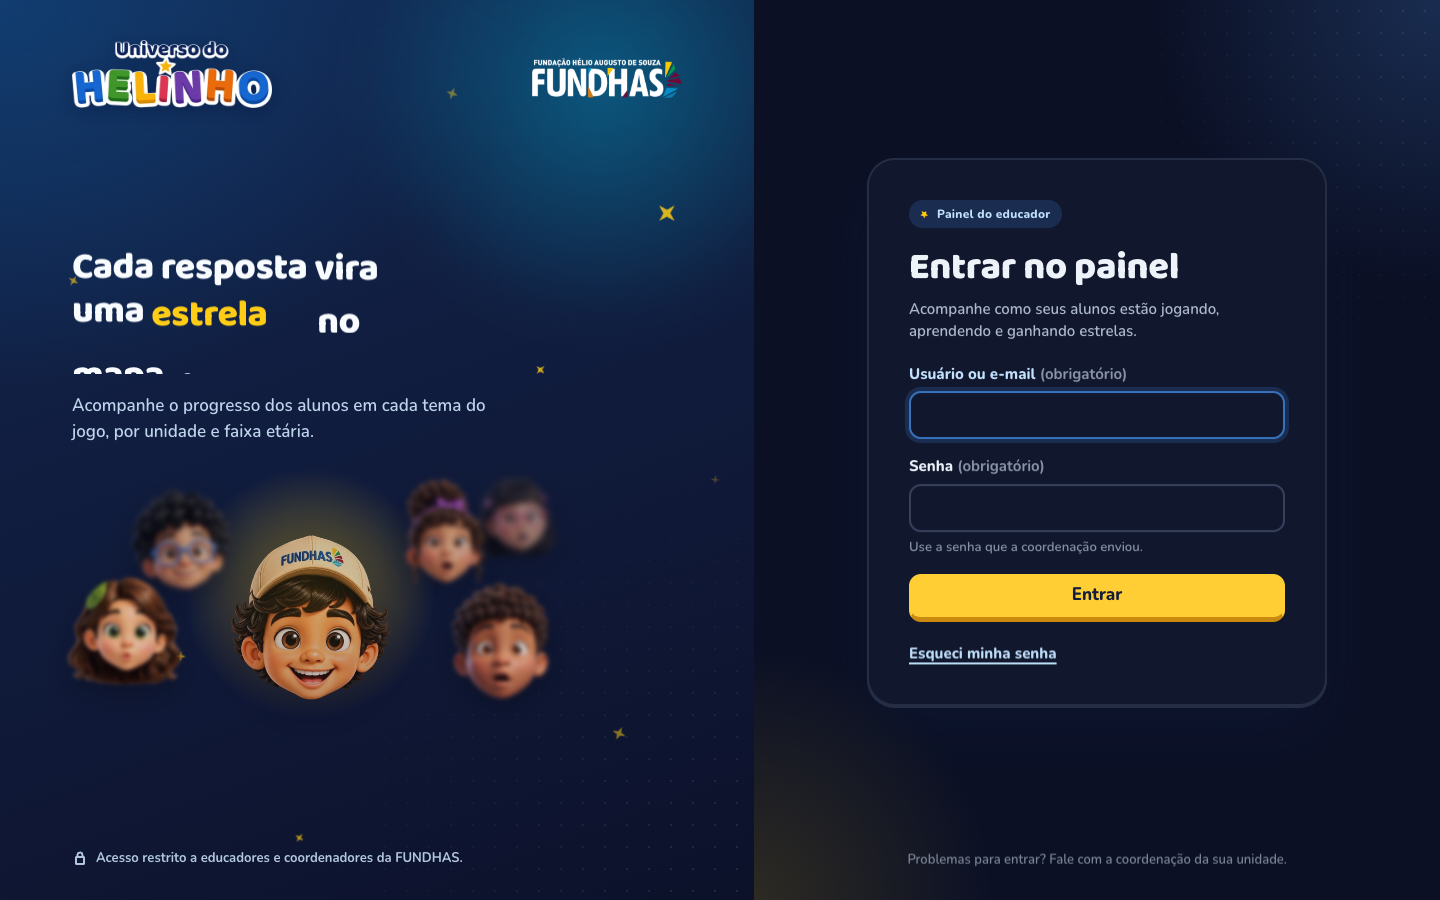 Universo do
HELINHO
FUNDAÇÃO HÉLIO AUGUSTO DE SOUZA
FUNDHAS
Cada resposta vira
uma estrela no
Acompanhe o progresso dos alunos em cada tema do
jogo, por unidade e faixa etária.
FUNDHAS
Acesso restrito a educadores e coordenadores da FUNDHAS.
Painel do educador
Entrar no painel
Acompanhe como seus alunos estão jogando,
aprendendo e ganhando estrelas.
Usuário ou e-mail (obrigatório)
Senha (obrigatório)
Use a senha que a coordenação enviou.
Entrar
Esqueci minha senha
Problemas para entrar? Fale com a coordenação da sua unidade.